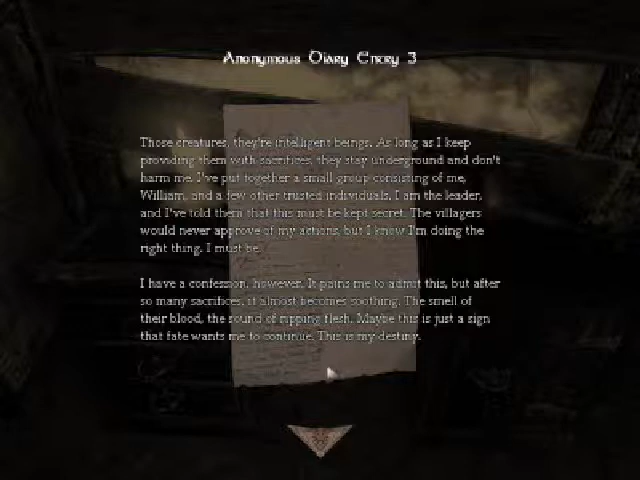 Anonymous Diary Entry 3
Those creatures, they're intelligent beings. As long as I keep
providing them with sacrifices, they stay underground and don't
harm me. I've put together a small group consisting of me,
William, and a few other trusted individuals. I am the leader,
and I've told them that this must be kept secret. The villagers
would never approve of my actions, but I know I'm doing the
right thing. I must be.
I have a confession, however. It pains me to admit this, but after
so many sacrifices, it almost becomes soothing. The smell of
their blood, the sound of ripping flesh. Maybe this is just a sign
that fate wants me to continue. This is my destiny.